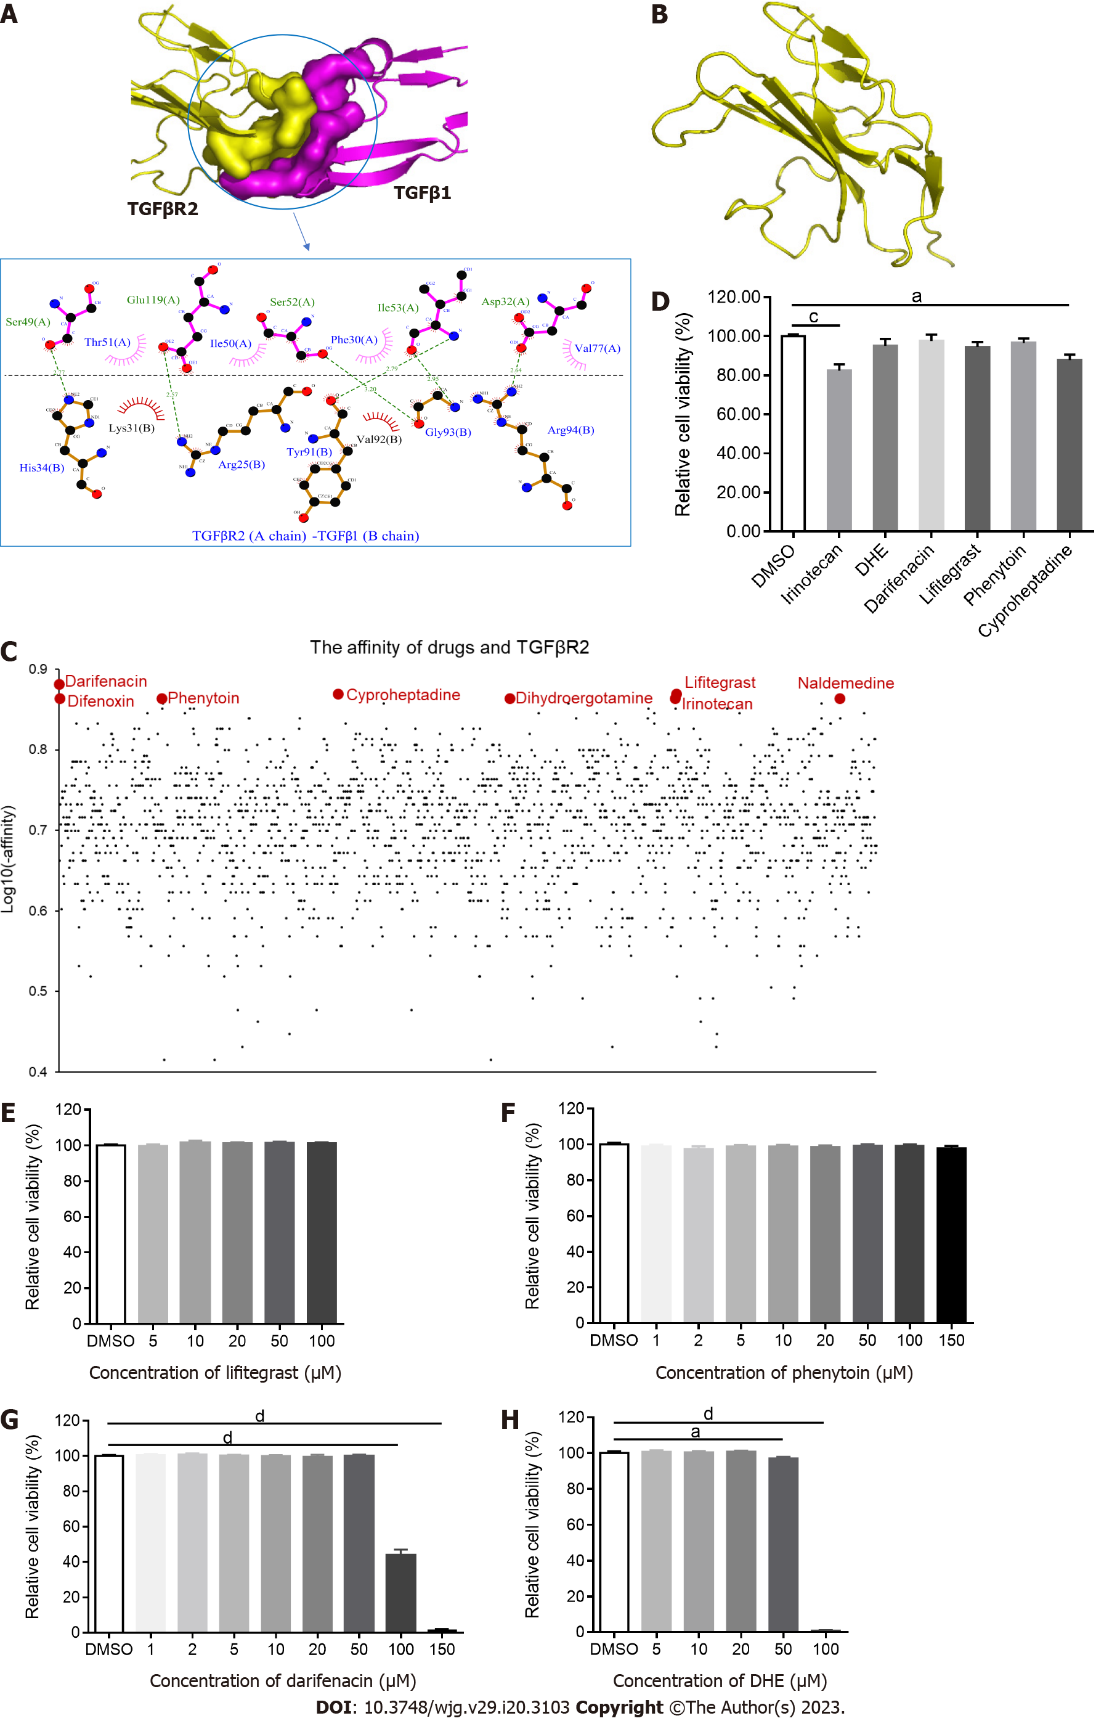 A
TGFβR2
TGFβ1
Ser49(A)
Thr51(A)
Glu119(A)
Ile50(A)
Ser52(A)
Phe30(A)
Ile53(A)
Asp32(A)
Val77(A)
His34(B)
Lys31(B)
Arg25(B)
Tyr91(B)
Val92(B)
Gly93(B)
Arg94(B)
TGFβR2 (A chain) -TGFβ1 (B chain)
B
D
Relative cell viability (%)
120.00
100.00
80.00
60.00
40.00
20.00
0.00
a
c
DMSO
Irinotecan
DHE
Darifenacin
Lifitegrast
Phenytoin
Cyproheptadine
C
The affinity of drugs and TGFβR2
Log10(-affinity)
0.9
0.8
0.7
0.6
0.5
0.4
Darifenacin
Difenoxin
Phenytoin
Cyproheptadine
Dihydroergotamine
Lifitegrast
Irinotecan
Naldemedine
E
Relative cell viability (%)
120
100
80
60
40
20
0
DMSO 5 10 20 50 100
Concentration of lifitegrast (μM)
F
Relative cell viability (%)
120
100
80
60
40
20
0
DMSO 1 2 5 10 20 50 100 150
Concentration of phenytoin (μM)
G
Relative cell viability (%)
120
100
80
60
40
20
0
d
d
DMSO 1 2 5 10 20 50 100 150
Concentration of darifenacin (μM)
H
Relative cell viability (%)
120
100
80
60
40
20
0
d
a
DMSO 5 10 20 50 100
Concentration of DHE (μM)
DOI: 10.3748/wjg.v29.i20.3103 Copyright ©The Author(s) 2023.